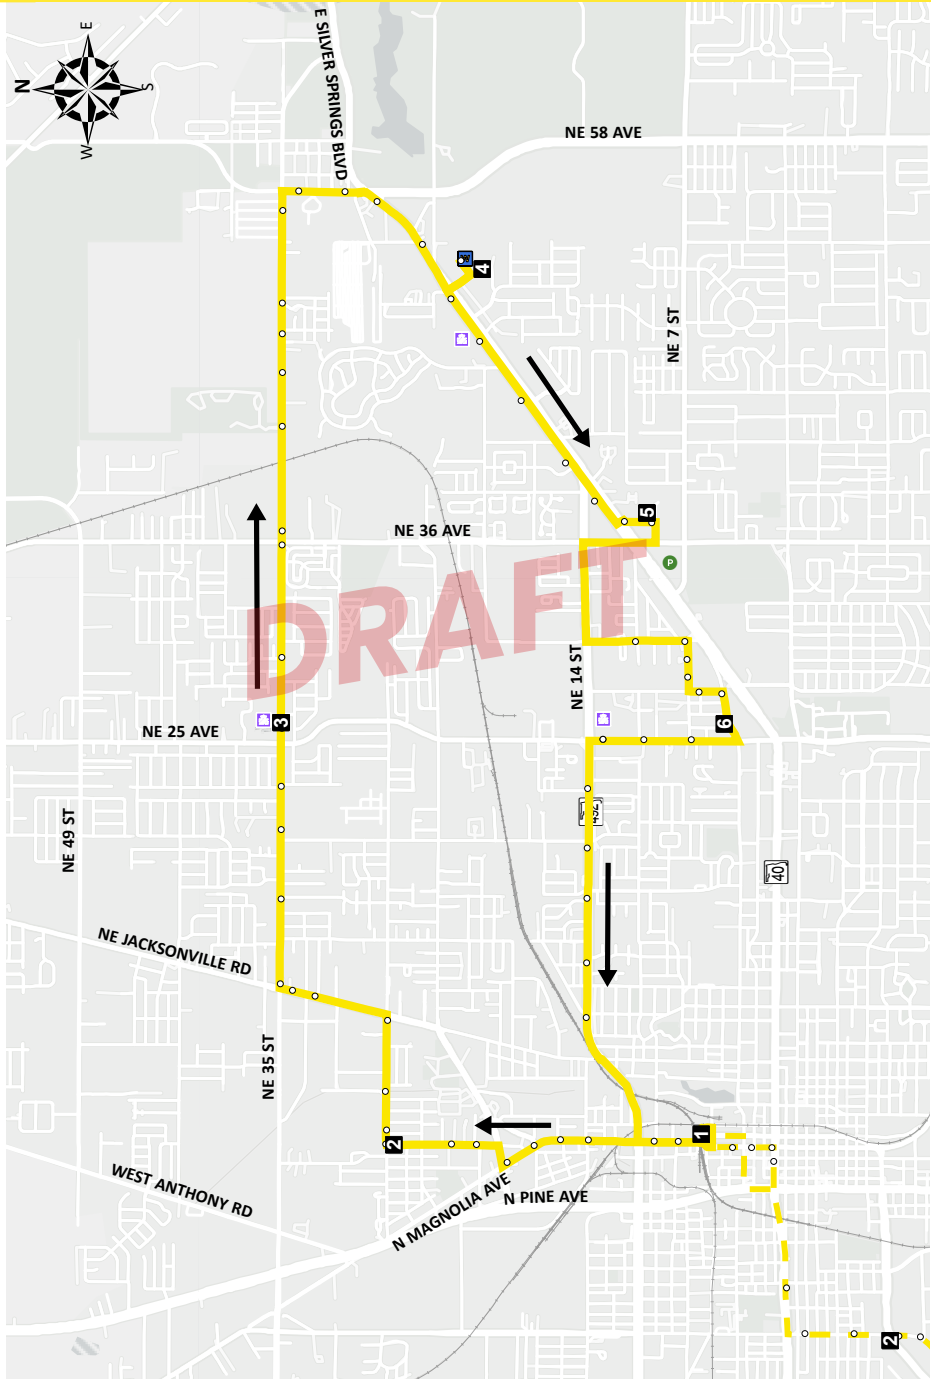 E
N
S
W
E SILVER SPRINGS BLVD
NE 58 AVE
4
NE 7 ST
5
NE 36 AVE
P
DRAFT
NE 14 ST
3
6
NE 25 AVE
NE 49 ST
492
40
NE JACKSONVILLE RD
NE 35 ST
1
2
WEST ANTHONY RD
N MAGNOLIA AVE
N PINE AVE
2